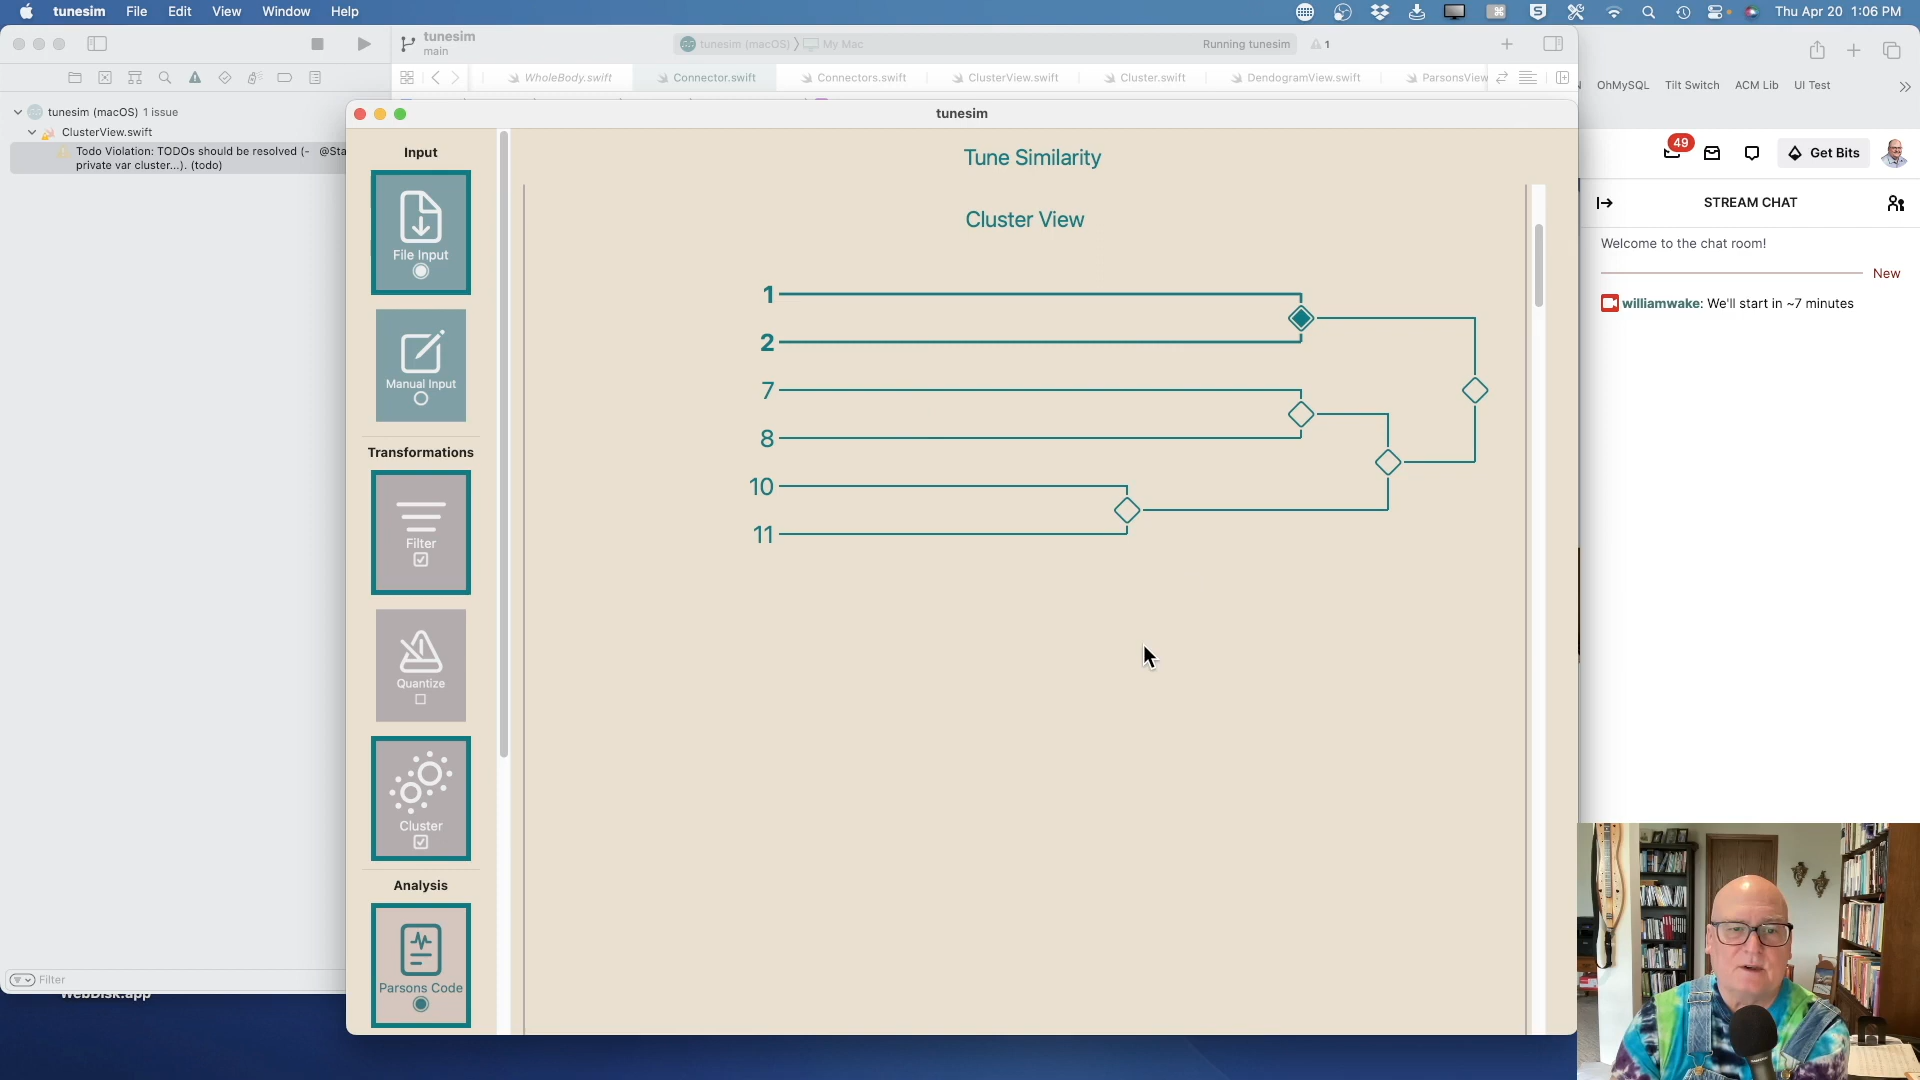 tunesim File Edit View Window Help
Thu Apr 20 1:06 PM
tunesim
main
tunesim (macOS) My Mac
Running tunesim
1
WholeBody.swift
Connector.swift
Connectors.swift
ClusterView.swift
Cluster.swift
DendogramView.swift
ParsonsView
OhMySQL
Tilt Switch
ACM Lib
UI Test
tunesim (macOS) 1 issue
ClusterView.swift
Todo Violation: TODOs should be resolved (- @Sta
private var cluster...). (todo)
Filter
WebDisk.app
tunesim
Input
File Input
Manual Input
Transformations
Filter
Quantize
Cluster
Analysis
Parsons Code
Tune Similarity
Cluster View
1
2
7
8
10
11
49
Get Bits
STREAM CHAT
Welcome to the chat room!
New
williamwake: We'll start in ~7 minutes